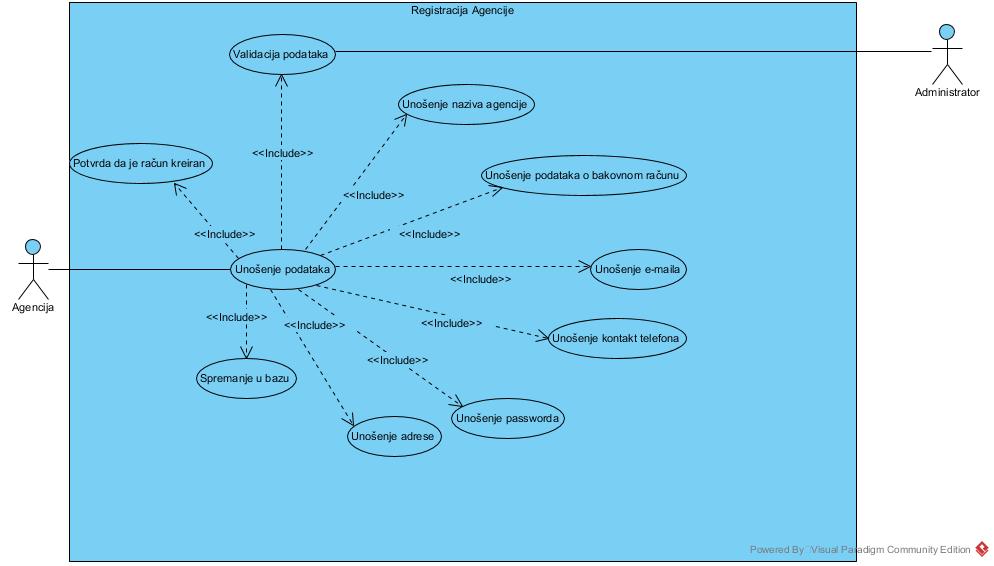 Registracija Agencije
Validacija podataka
Administrator
Unošenje naziva agencije
<<Include>>
Potvrda da je račun kreiran
Unošenje podataka o bakovnom računu
<<Include>>
<<Include>>
<<Include>>
Unošenje podataka
Unošenje e-maila
<<Include>>
Agencija
<<Include>>
<<Include>>
<<Include>>
Unošenje kontakt telefona
<<Include>>
Spremanje u bazu
Unošenje passworda
Unošenje adrese
Powered By Visual Paradigm Community Edition